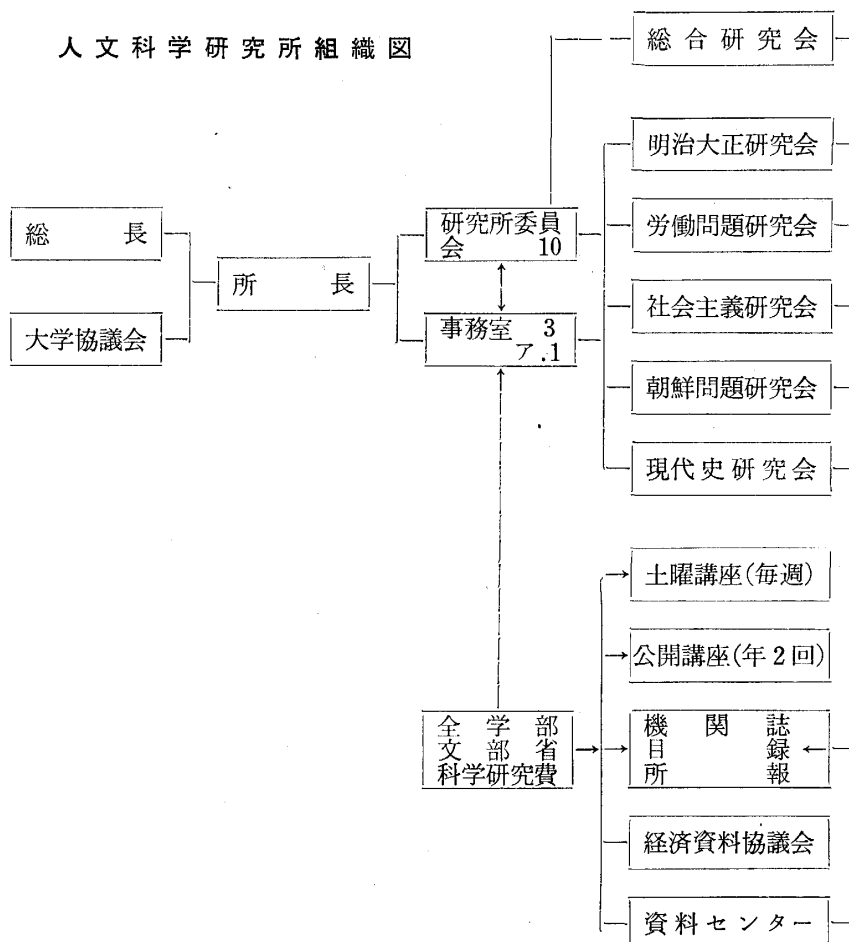 人文科学研究所組織図
総合研究会
明治大正研究会
労働問題研究会
社会主義研究会
朝鮮問題研究会
現代史研究会
総長
大学協議会
所長
研究所委員
会 10
事務室 3
ア.1
土曜講座(毎週)
公開講座(年2回)
全学部
文部省
科学研究費
機関誌
目録
所報
経済資料協議会
資料センター